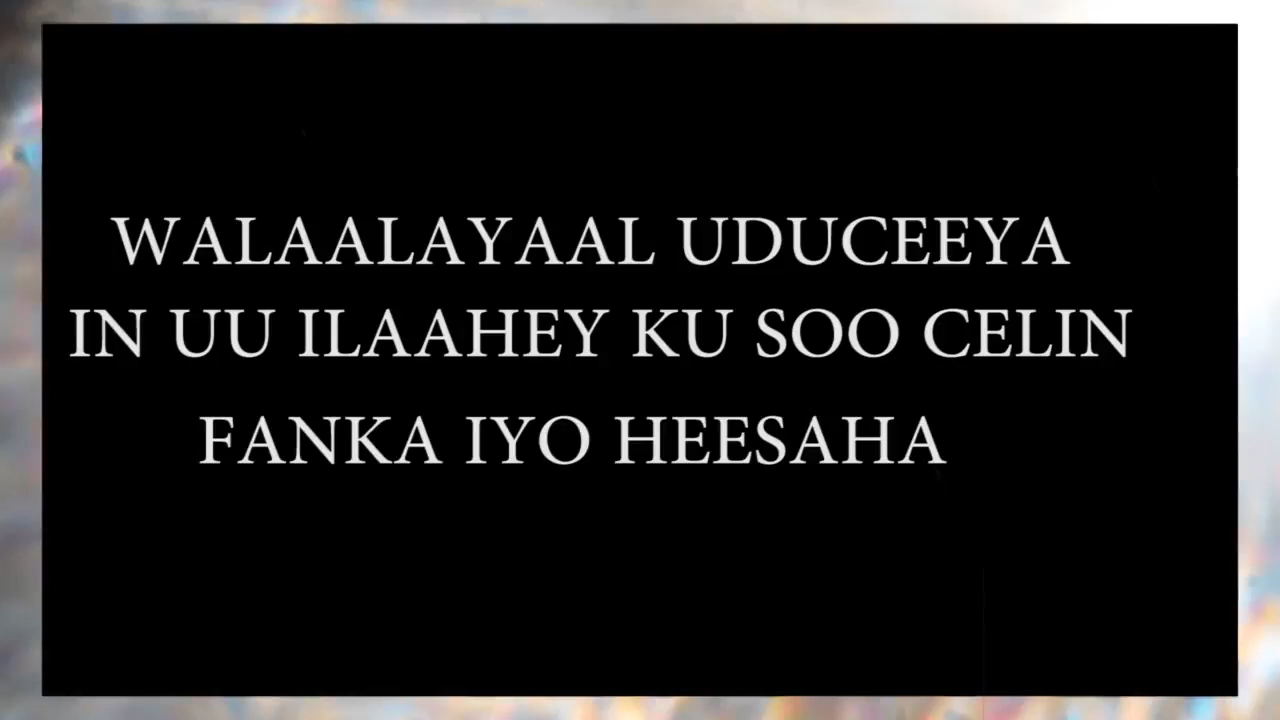 WALAALAYAAL UDUCEEYA
IN UU ILAAHEY KU SOO CELIN
FANKA IYO HEESAHA